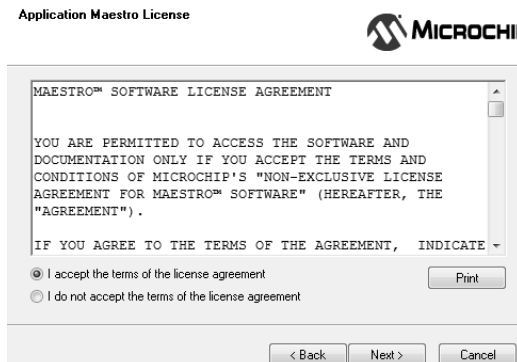 Application Maestro License
MICROCHI
MAESTRO™ SOFTWARE LICENSE AGREEMENT
YOU ARE PERMITTED TO ACCESS THE SOFTWARE AND
DOCUMENTATION ONLY IF YOU ACCEPT THE TERMS AND
CONDITIONS OF MICROCHIP'S "NON-EXCLUSIVE LICENSE
AGREEMENT FOR MAESTRO™ SOFTWARE" (HEREAFTER, THE
"AGREEMENT").
IF YOU AGREE TO THE TERMS OF THE AGREEMENT, INDICATE
I accept the terms of the license agreement
Print
I do not accept the terms of the license agreement
< Back
Next >
Cancel